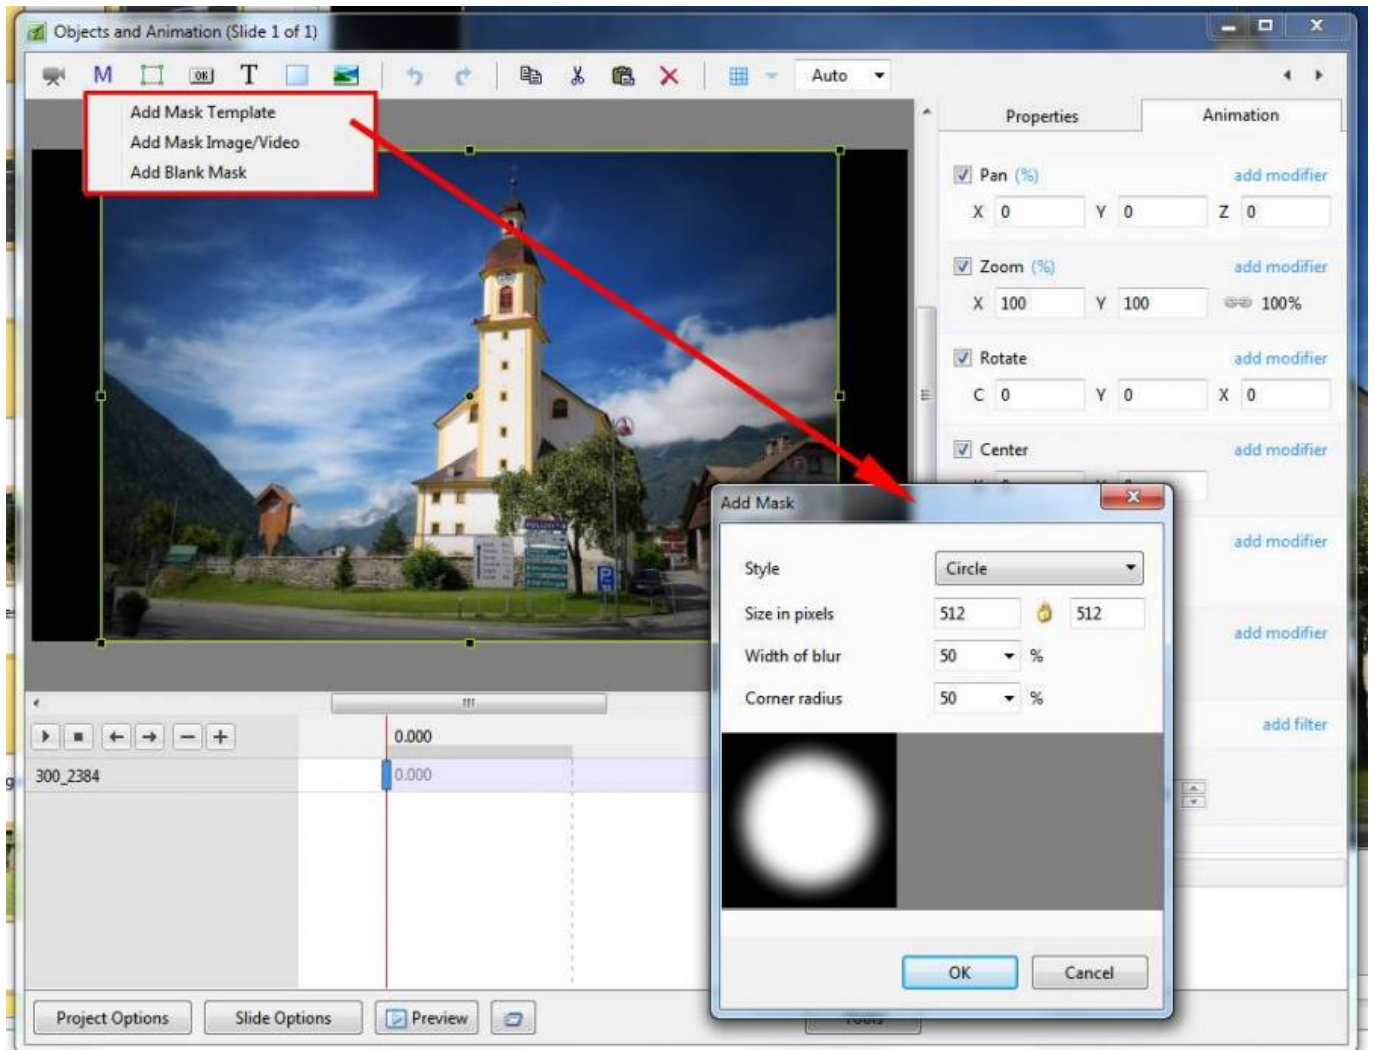 Objects and Animation (Slide 1 of 1)
M OK T Auto
Add Mask Template
Add Mask Image/Video
Add Blank Mask
Properties Animation
Pan (%) add modifier
X 0 Y 0 Z 0
Zoom (%) add modifier
X 100 Y 100 100%
Rotate add modifier
C 0 Y 0 X 0
Center add modifier
add modifier
add modifier
add filter
Add Mask
Style Circle
Size in pixels 512 512
Width of blur 50 %
Corner radius 50 %
OK Cancel
POLIZEI
P
0.000
300_2384 0.000
Project Options Slide Options Preview Tools